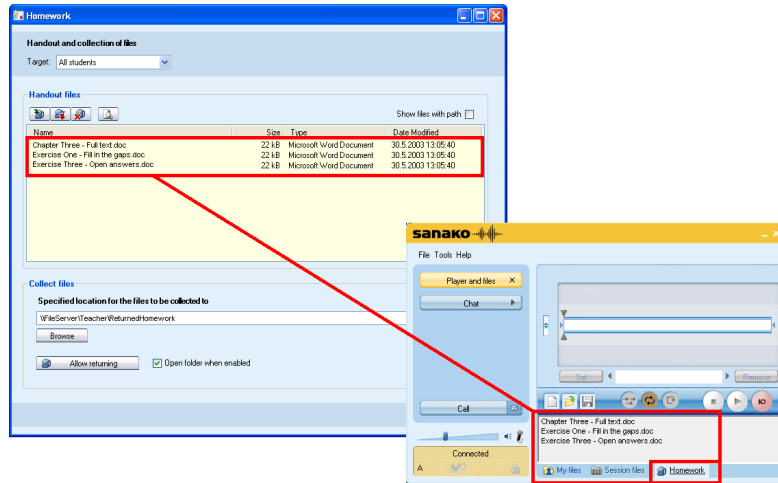 Homework
Handout and collection of files
Target: All students
Handout files
Show files with path
Name Size Type Date Modified
Chapter Three - Full text.doc 22 kB Microsoft Word Document 30.5.2003 13:05:40
Exercise One - Fill in the gaps.doc 22 kB Microsoft Word Document 30.5.2003 13:05:40
Exercise Three - Open answers.doc 22 kB Microsoft Word Document 30.5.2003 13:05:40
Collect files
Specified location for the files to be collected to
\\FileServer\Teacher\ReturnedHomework
Browse
Allow returning Open folder when enabled
sanako
File Tools Help
Player and files
Chat
Call
Connected
A
Set Remove
Chapter Three - Full text.doc
Exercise One - Fill in the gaps.doc
Exercise Three - Open answers.doc
My files Session files Homework